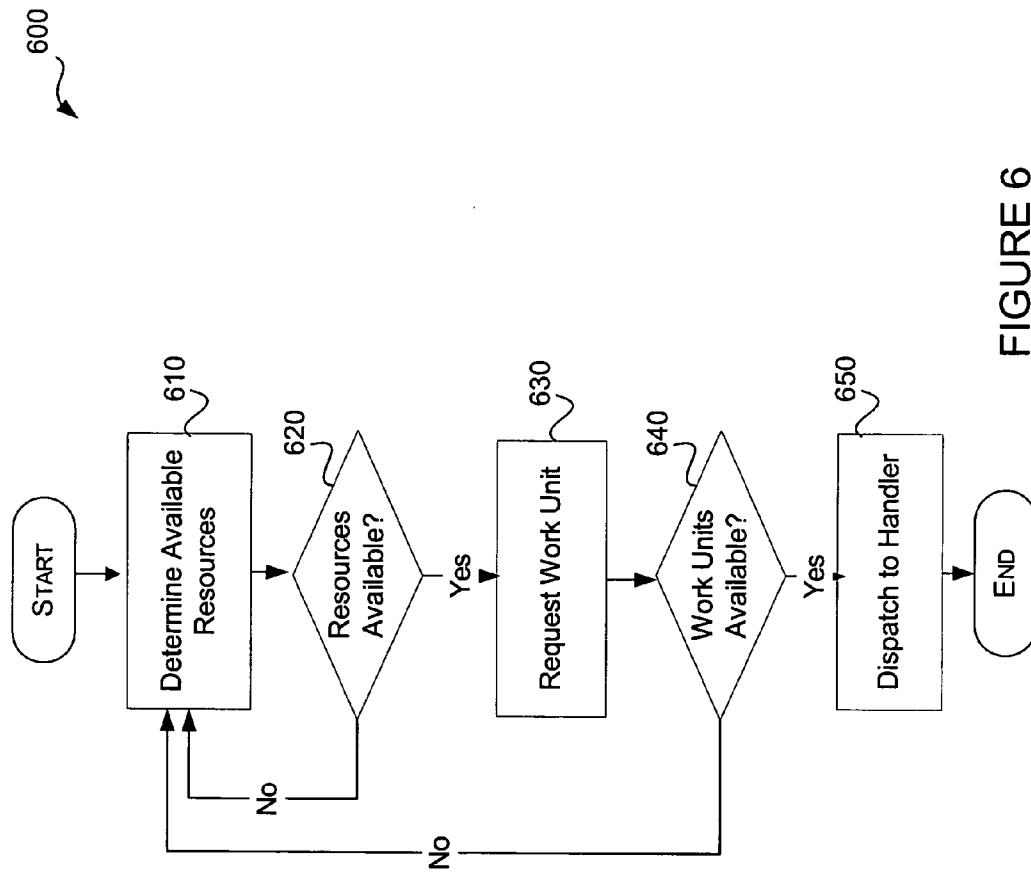 600
START
610
Determine Available
Resources
620
Resources
Available?
No
Yes
630
Request Work Unit
640
Work Units
Available?
No
Yes
650
Dispatch to Handler
END
FIGURE 6